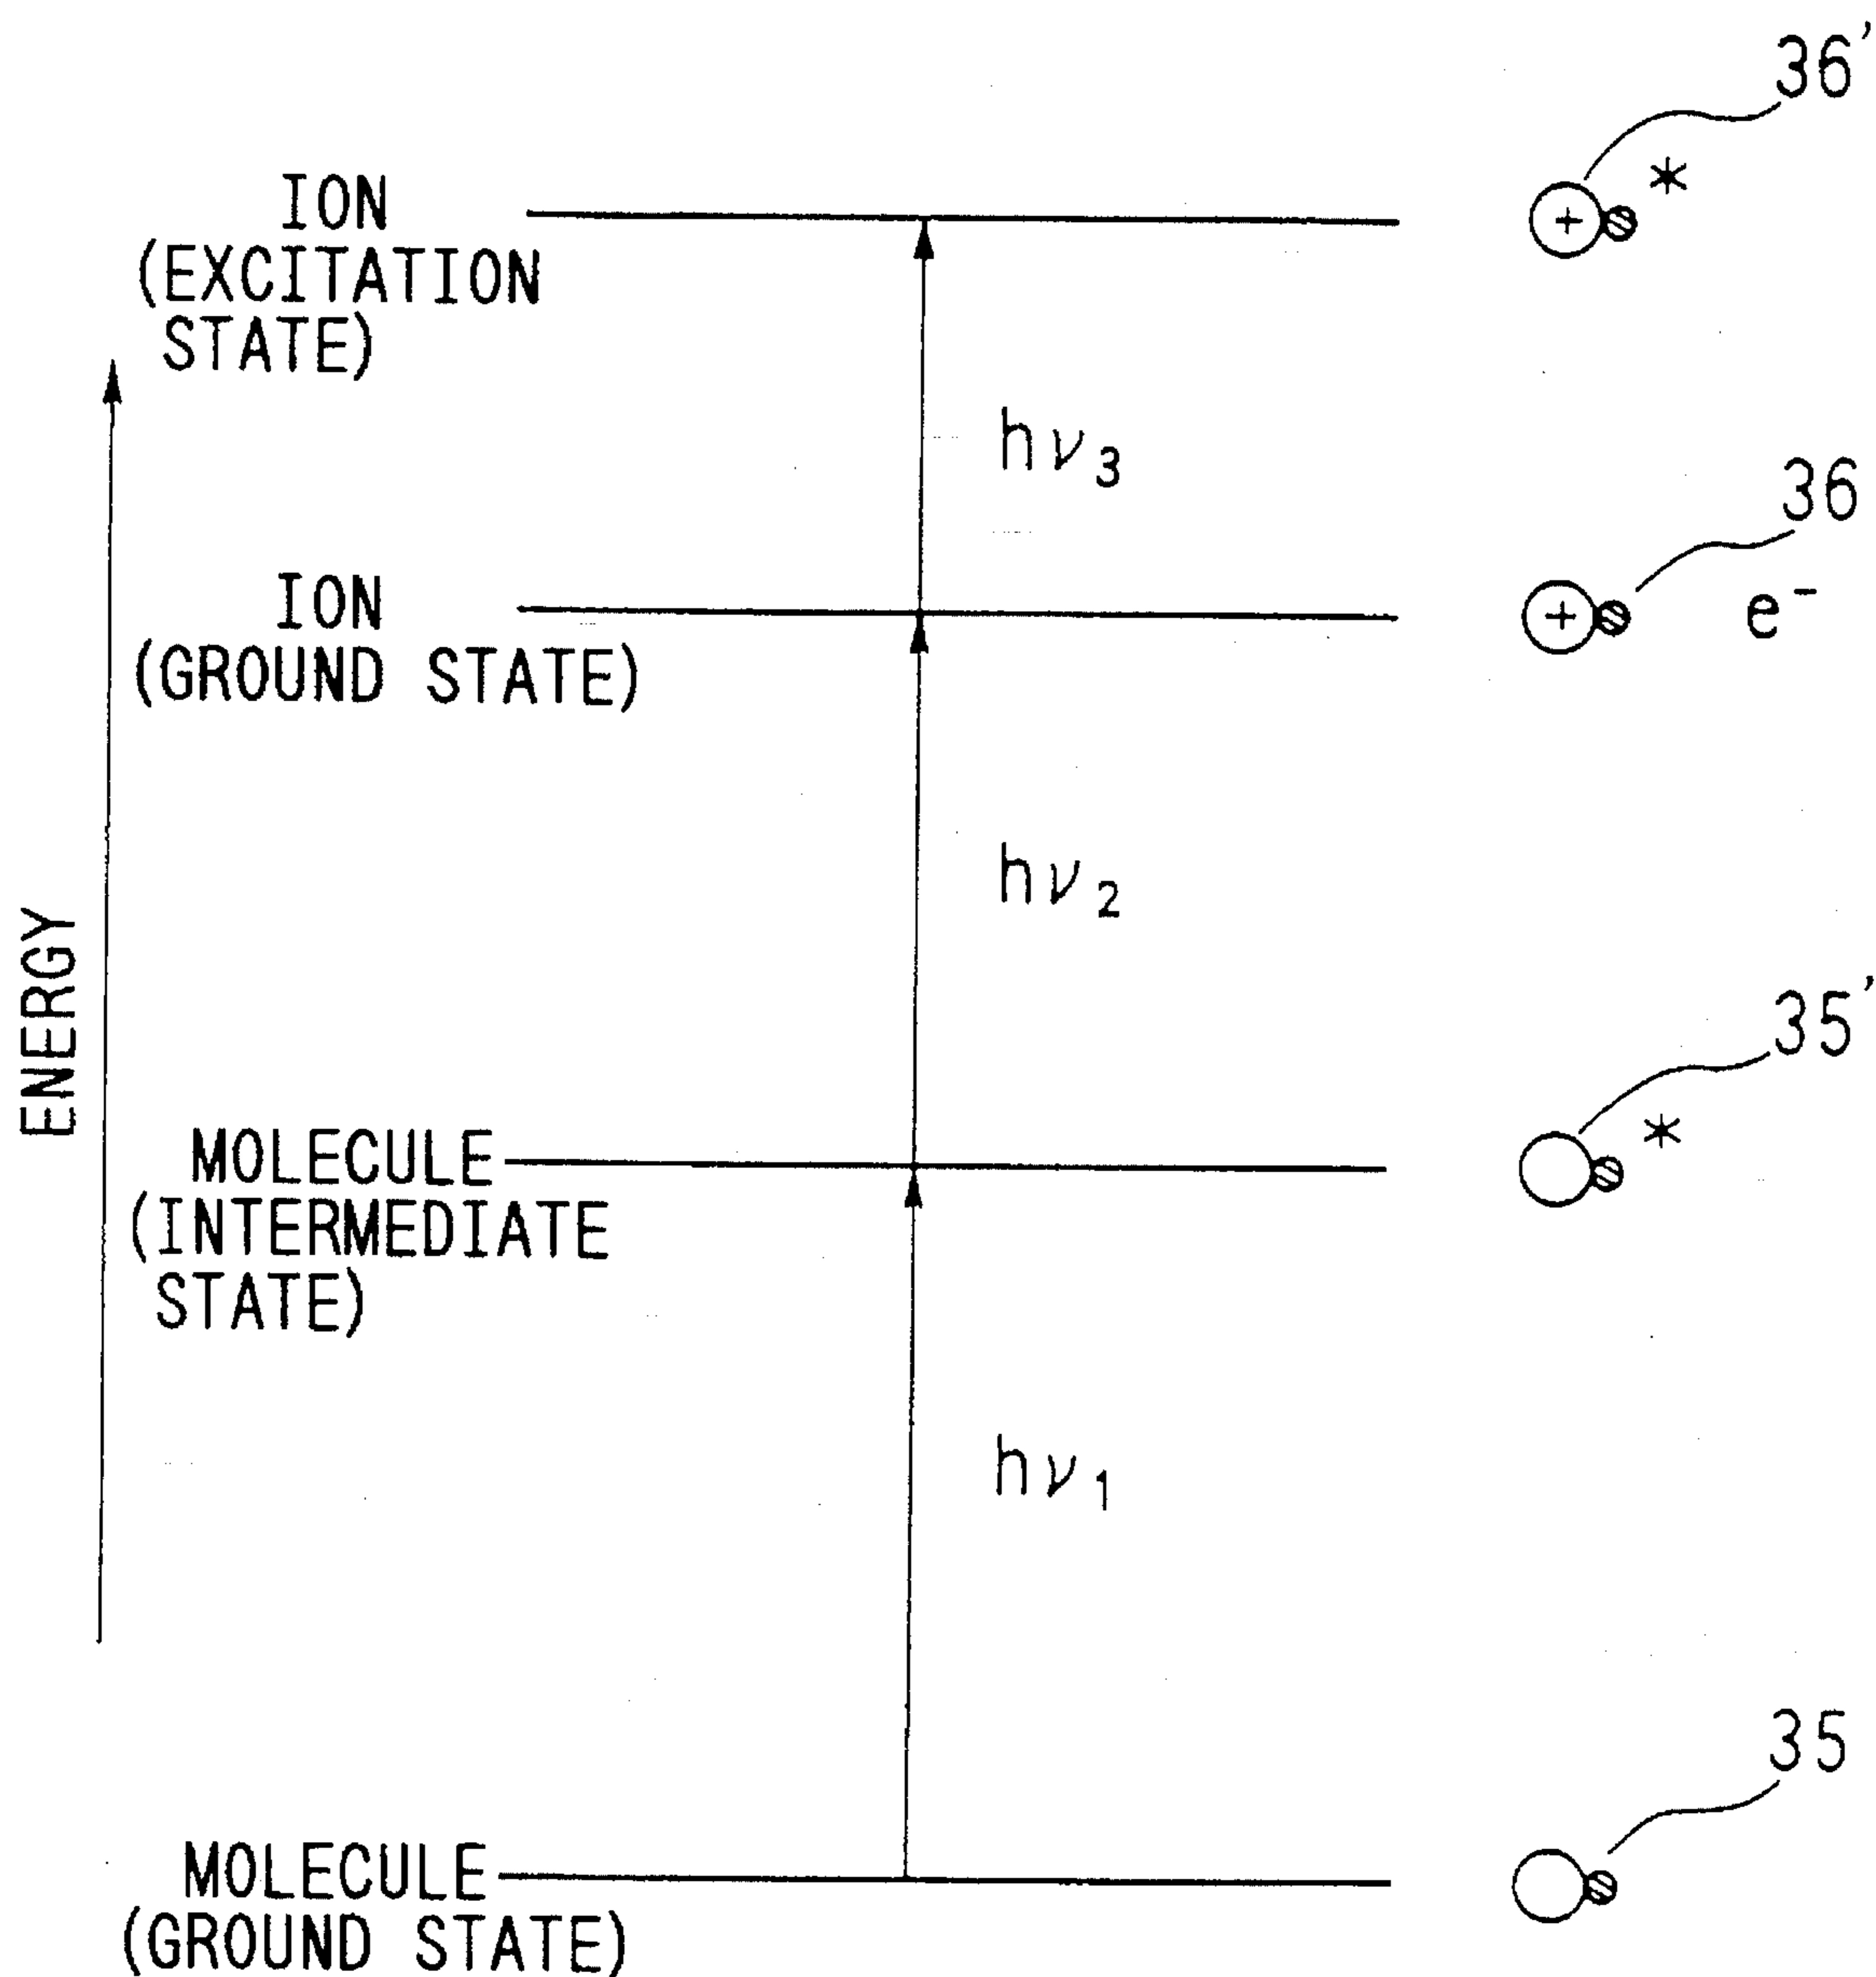 36'
*
ION
(EXCITATION
STATE)
+
hν3
36
ION
(GROUND STATE)
+
e-
hν2
ENERGY
35'
*
MOLECULE
(INTERMEDIATE
STATE)
hν1
35
MOLECULE
(GROUND STATE)